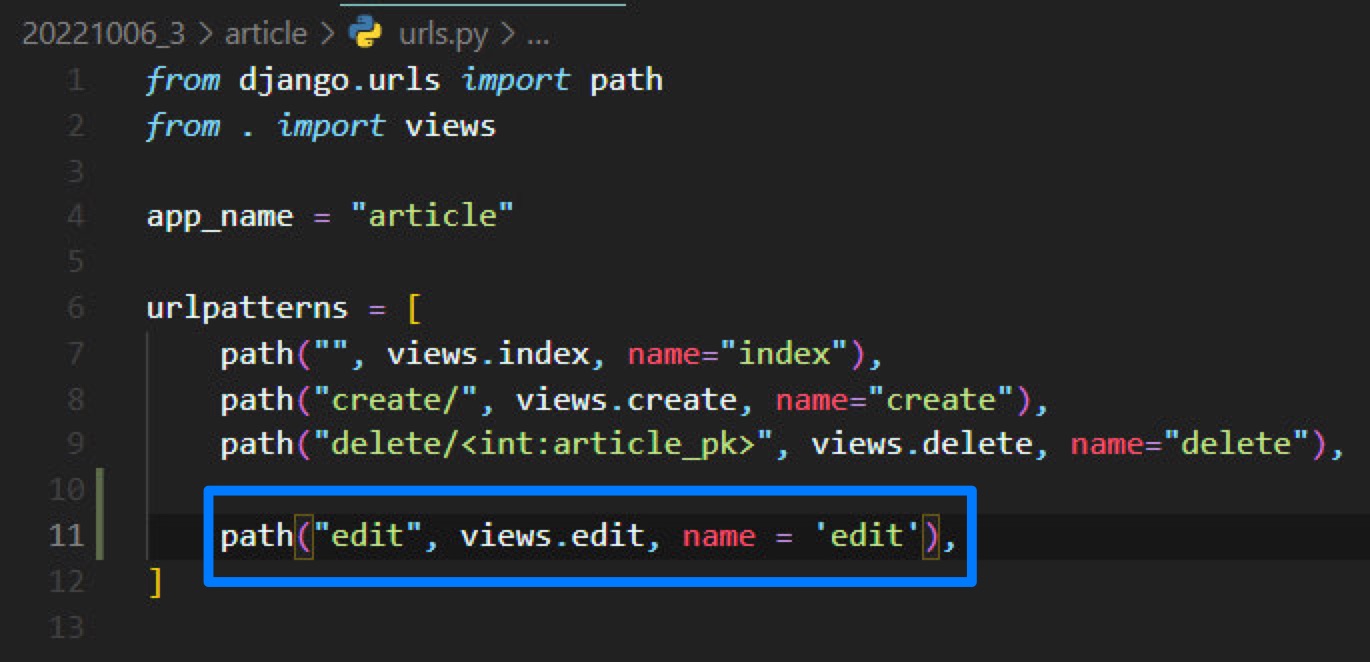 20221006_3 > article > urls.py > ...
1 from django.urls import path
2 from . import views
3
4 app_name = "article"
5
6 urlpatterns = [
7     path("", views.index, name="index"),
8     path("create/", views.create, name="create"),
9     path("delete/<int:article_pk>", views.delete, name="delete"),
10
11     path("edit", views.edit, name = 'edit'),
12 ]
13